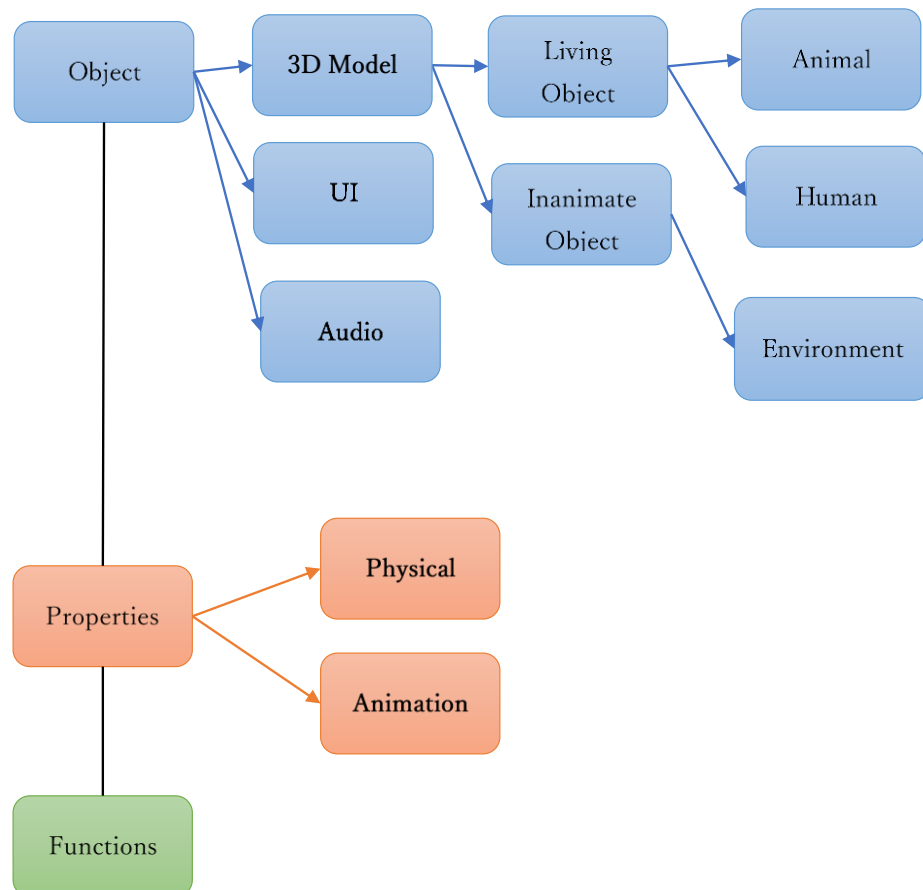 Object
3D Model
Living
Object
Animal
UI
Inanimate
Object
Human
Audio
Environment
Properties
Physical
Animation
Functions